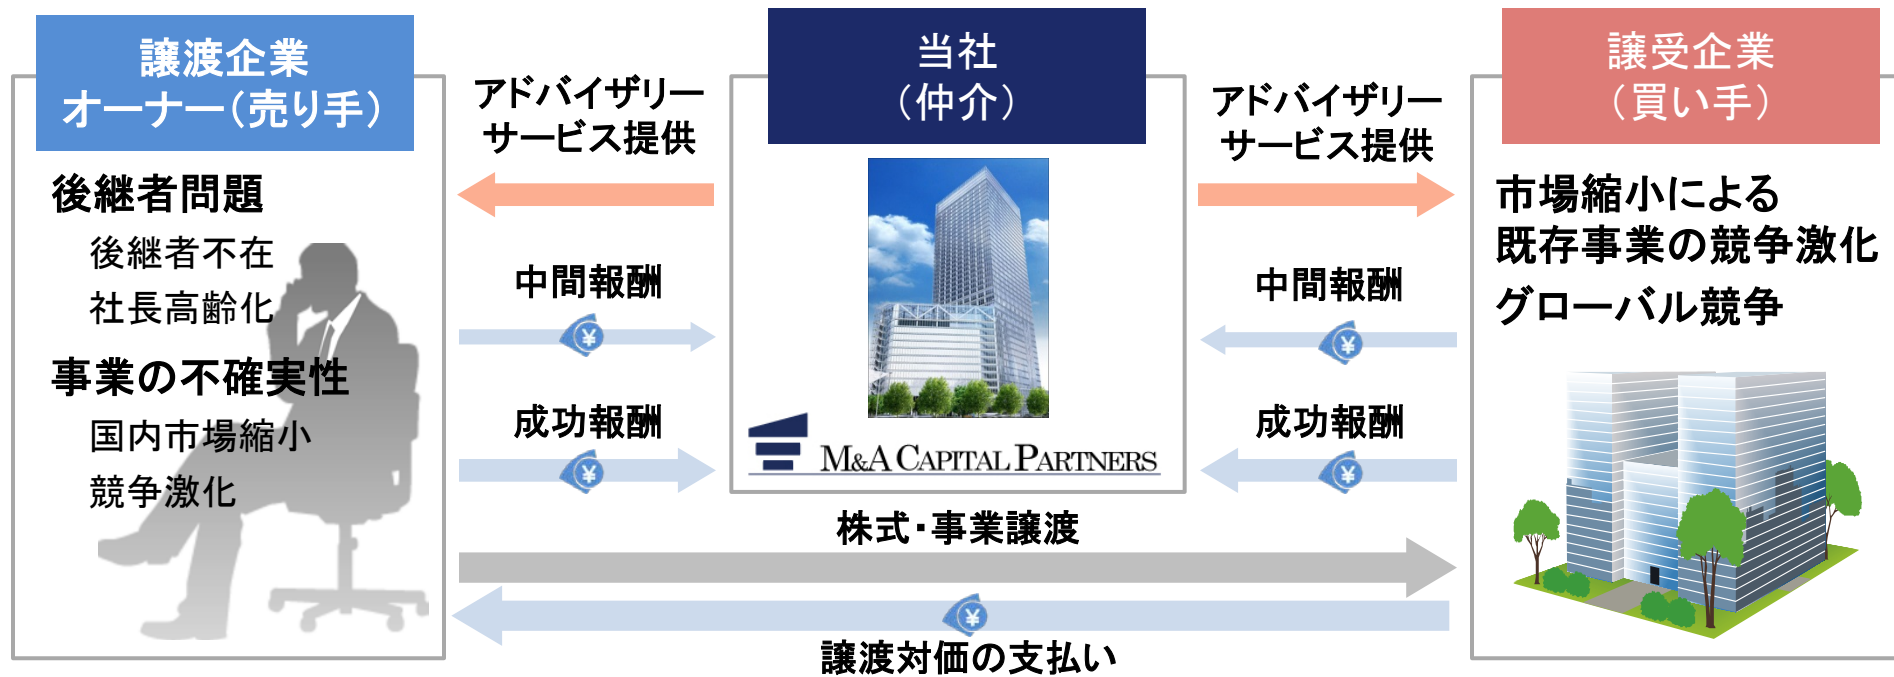 譲渡企業
オーナー（売り手）
後継者問題
後継者不在
社長高齢化
事業の不確実性
国内市場縮小
競争激化
アドバイザリー
サービス提供
中間報酬
¥
成功報酬
¥
当社
（仲介）
M&A CAPITAL PARTNERS
アドバイザリー
サービス提供
中間報酬
¥
成功報酬
¥
株式・事業譲渡
¥
譲渡対価の支払い
譲受企業
（買い手）
市場縮小による
既存事業の競争激化
グローバル競争